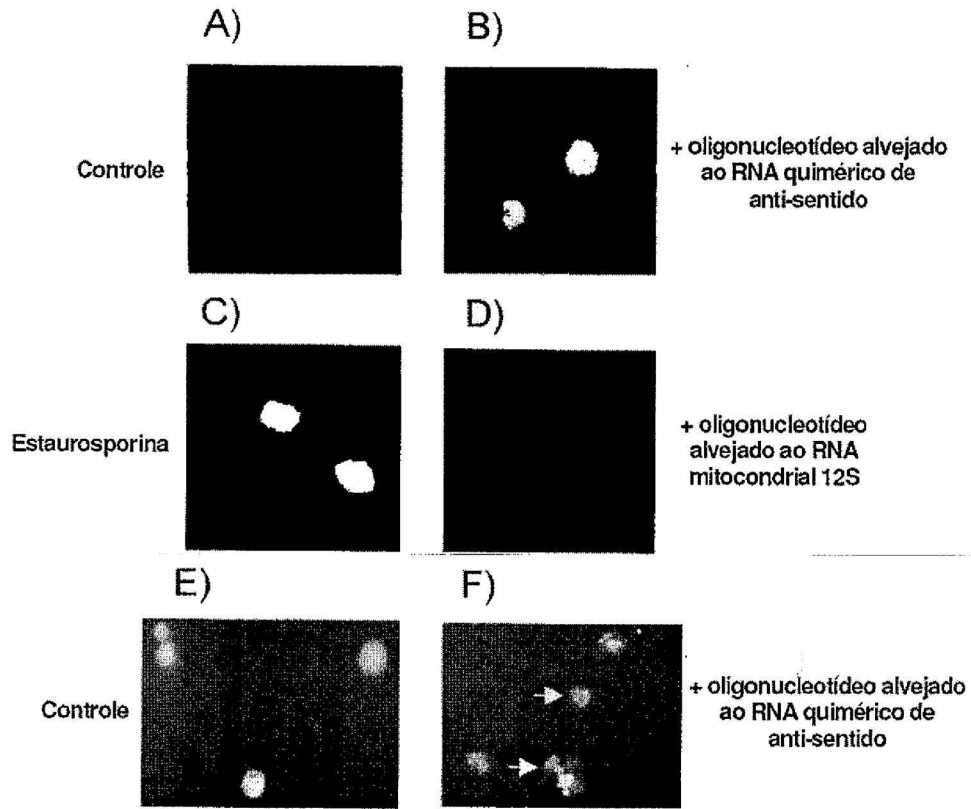 A)
B)
Controle
+ oligonucleotídeo alvejado
ao RNA quimérico de
anti-sentido
C)
D)
Estaurosporina
+ oligonucleotídeo
alvejado ao RNA
mitocondrial 12S
E)
F)
Controle
+ oligonucleotídeo alvejado
ao RNA quimérico de
anti-sentido